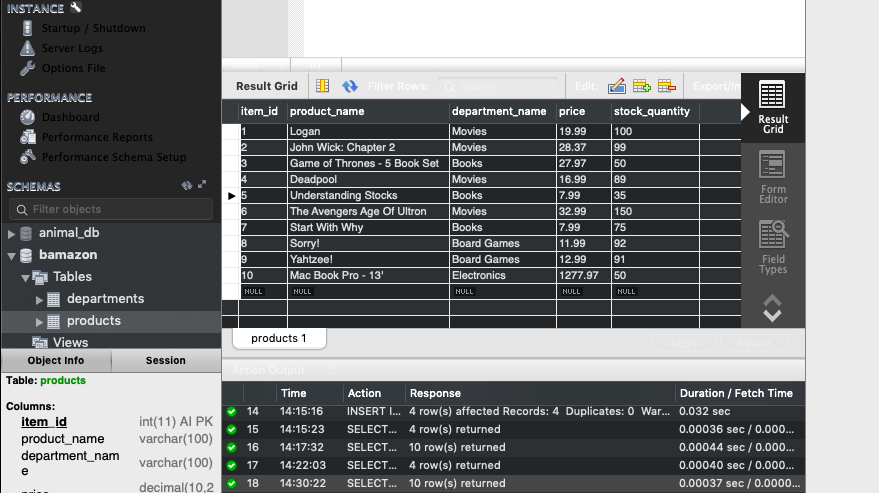 INSTANCE
Startup / Shutdown
Server Logs
Options File
PERFORMANCE
Dashboard
Performance Reports
Performance Schema Setup
SCHEMAS
Filter objects
animal_db
bamazon
Tables
departments
products
Views
Object Info Session
Table: products
Columns:
item_id int(11) AI PK
product_name varchar(100)
department_nam
e varchar(100)
price decimal(10,2
Result Grid Filter Rows: Search Edit: Export/Im
item_id product_name department_name price stock_quantity
1 Logan Movies 19.99 100
2 John Wick: Chapter 2 Movies 28.37 99
3 Game of Thrones - 5 Book Set Books 27.97 50
4 Deadpool Movies 16.99 89
5 Understanding Stocks Books 7.99 35
6 The Avengers Age Of Ultron Movies 32.99 150
7 Start With Why Books 7.99 75
8 Sorry! Board Games 11.99 92
9 Yahtzee! Board Games 12.99 91
10 Mac Book Pro - 13' Electronics 1277.97 50
NULL NULL NULL NULL NULL
Result
Grid
Form
Editor
Field
Types
products 1
Apply Revert
Action Output
Time Action Response Duration / Fetch Time
14 14:15:16 INSERT I... 4 row(s) affected Records: 4 Duplicates: 0 War... 0.032 sec
15 14:15:23 SELECT... 4 row(s) returned 0.00036 sec / 0.000...
16 14:17:32 SELECT... 10 row(s) returned 0.00044 sec / 0.000...
17 14:22:03 SELECT... 4 row(s) returned 0.00040 sec / 0.000...
18 14:30:22 SELECT... 10 row(s) returned 0.00037 sec / 0.0000...